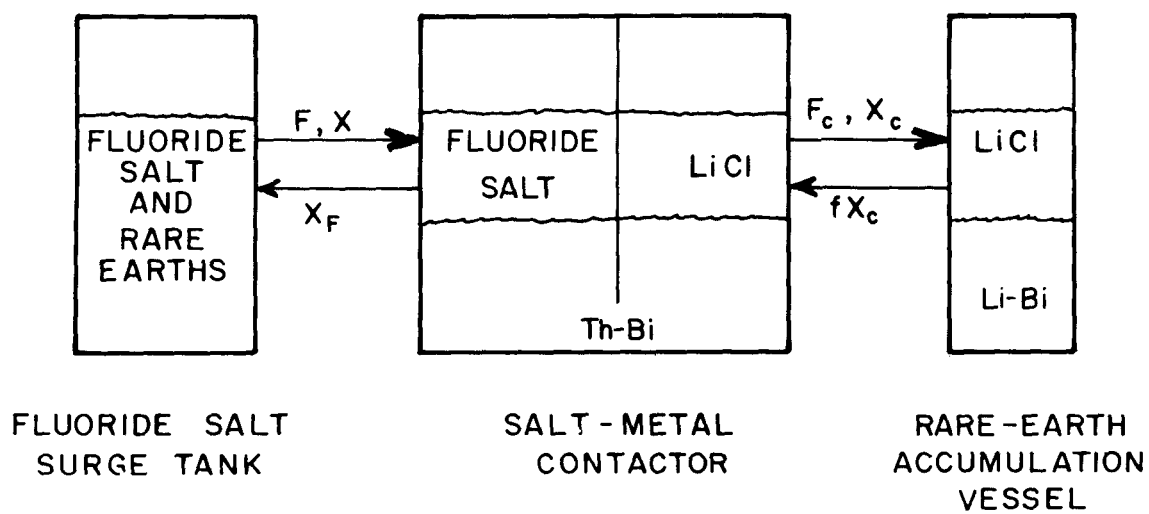 FLUORIDE
SALT
AND
RARE
EARTHS
F, X
X_F
FLUORIDE
SALT
LiCl
Th-Bi
F_c , X_c
fX_c
LiCl
Li-Bi
FLUORIDE SALT
SURGE TANK
SALT-METAL
CONTACTOR
RARE-EARTH
ACCUMULATION
VESSEL